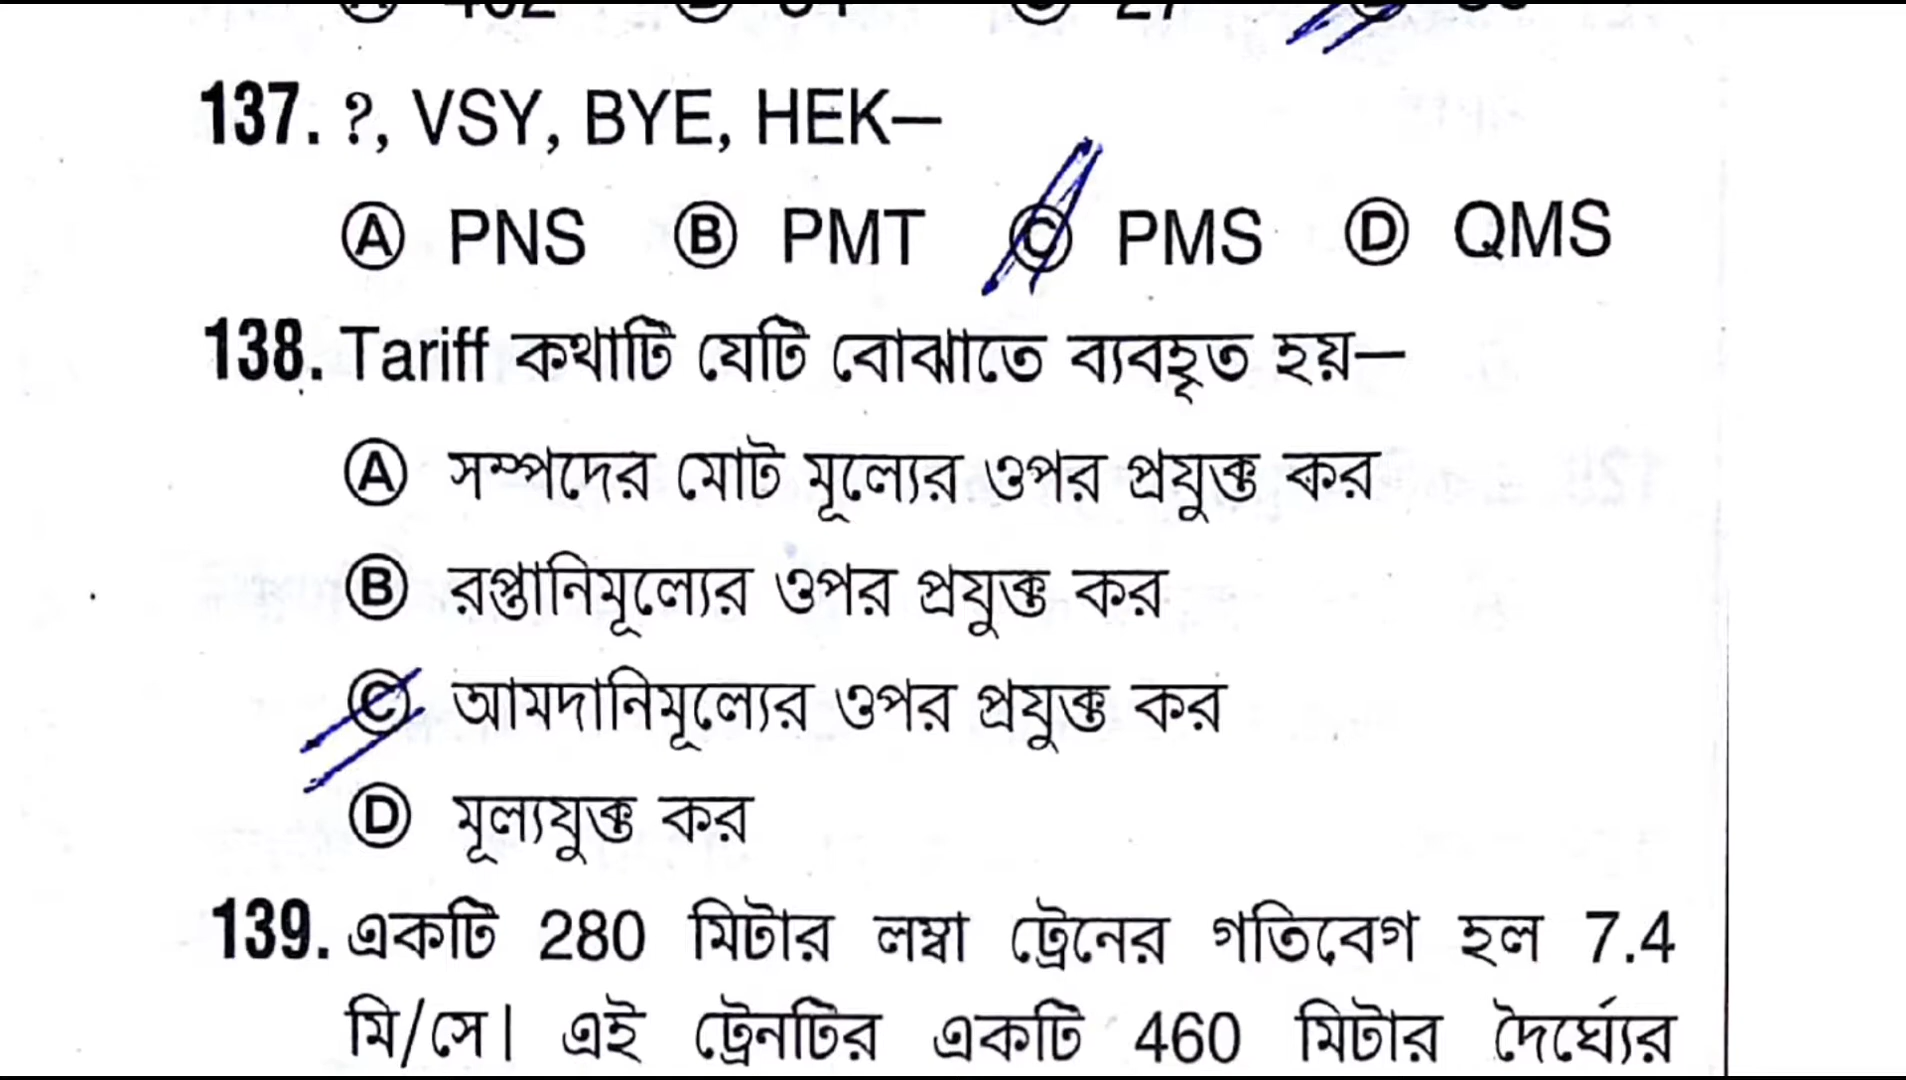 137. ?, VSY, BYE, HEK—
Ⓐ PNS Ⓑ PMT Ⓒ PMS Ⓓ QMS
138. Tariff কথাটি যেটি বোঝাতে ব্যবহৃত হয়—
Ⓐ সম্পদের মোট মূল্যের ওপর প্রযুক্ত কর
Ⓑ রপ্তানিমূল্যের ওপর প্রযুক্ত কর
Ⓒ আমদানিমূল্যের ওপর প্রযুক্ত কর
Ⓓ মূল্যযুক্ত কর
139. একটি 280 মিটার লম্বা ট্রেনের গতিবেগ হল 7.4
মি/সে। এই ট্রেনটির একটি 460 মিটার দৈর্ঘ্যের